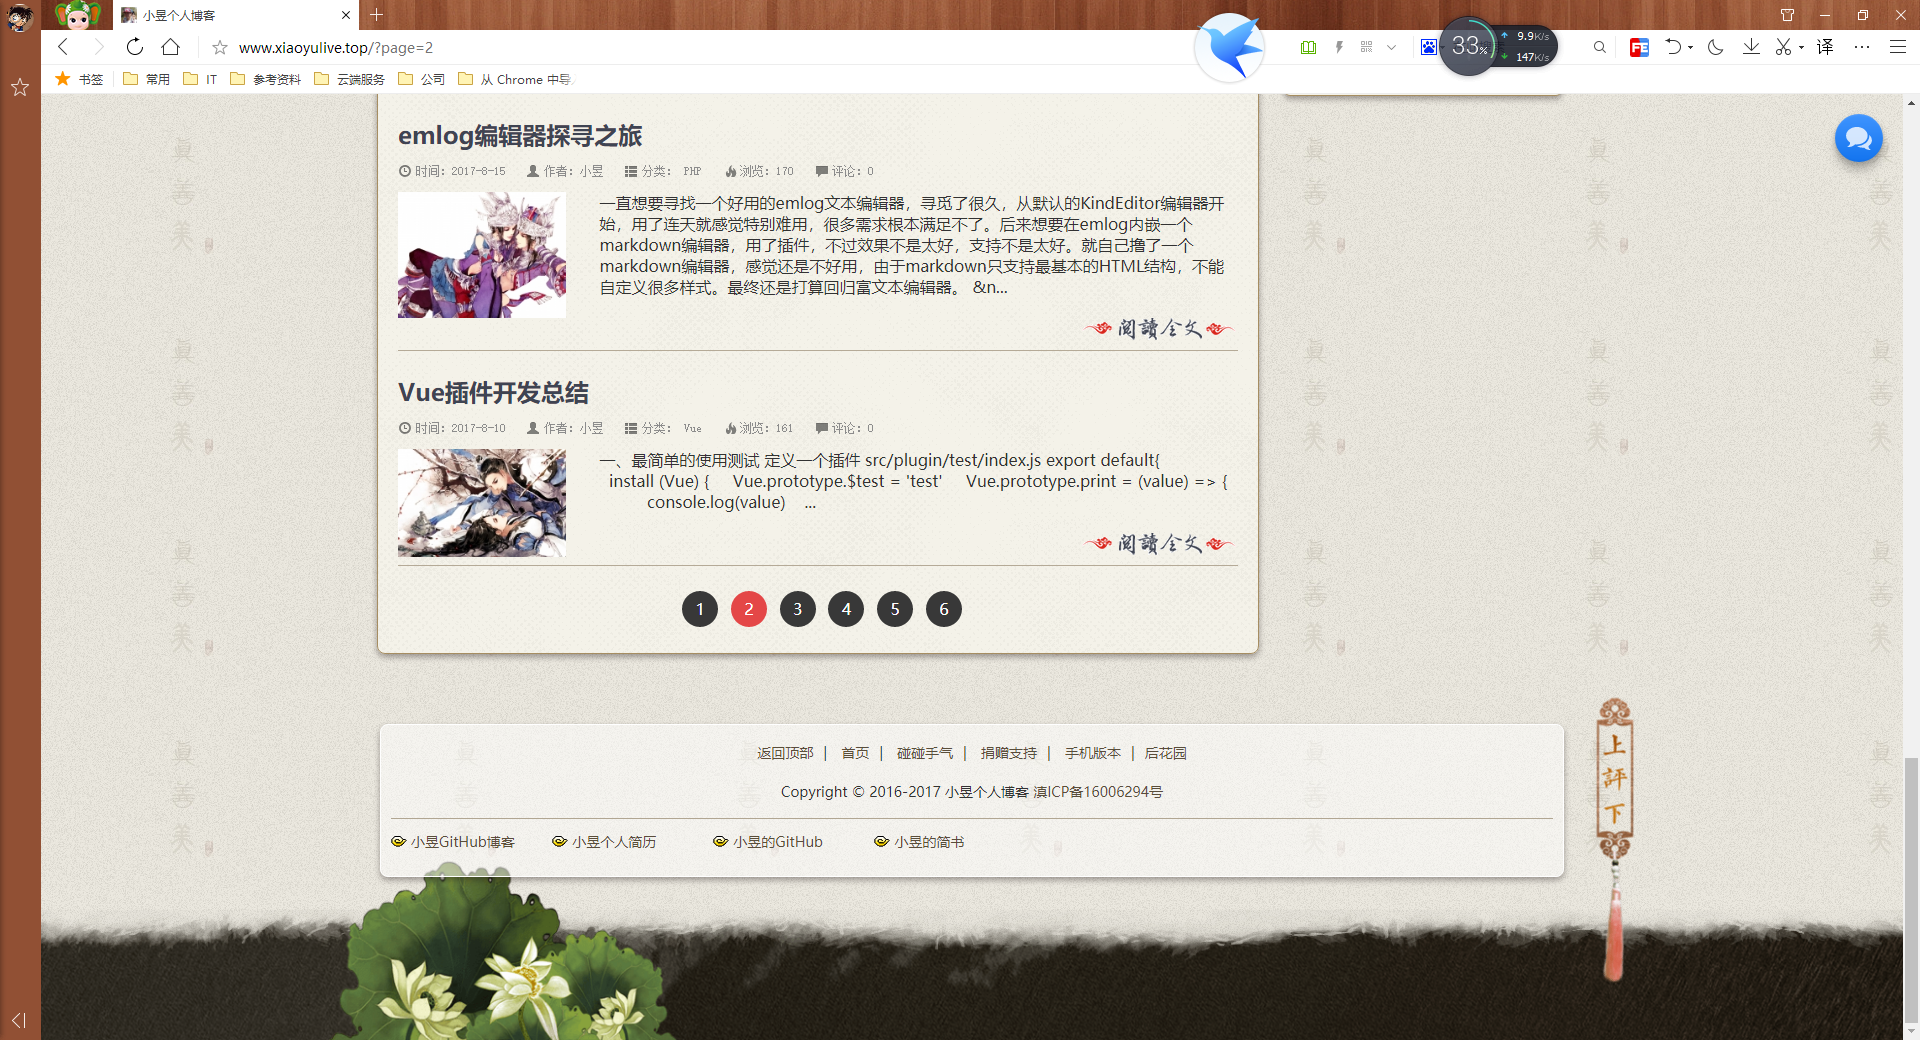 小昱个人博客
www.xiaoyulive.top/?page=2
33%
9.9K/s
147K/s
译
书签 常用 IT 参考资料 云端服务 公司 从 Chrome 中导
emlog编辑器探寻之旅
时间：2017-8-15 作者：小昱 分类： PHP 浏览：170 评论：0
一直想要寻找一个好用的emlog文本编辑器，寻觅了很久，从默认的KindEditor编辑器开
始，用了连天就感觉特别难用，很多需求根本满足不了。后来想要在emlog内嵌一个
markdown编辑器，用了插件，不过效果不是太好，支持不是太好。就自己撸了一个
markdown编辑器，感觉还是不好用，由于markdown只支持最基本的HTML结构，不能
自定义很多样式。最终还是打算回归富文本编辑器。 &n...
閱讀全文
Vue插件开发总结
时间：2017-8-10 作者：小昱 分类： Vue 浏览：161 评论：0
一、最简单的使用测试 定义一个插件 src/plugin/test/index.js export default{
install (Vue) { Vue.prototype.$test = 'test' Vue.prototype.print = (value) => {
console.log(value) ...
閱讀全文
1 2 3 4 5 6
返回顶部 | 首页 | 碰碰手气 | 捐赠支持 | 手机版本 | 后花园
Copyright © 2016-2017 小昱个人博客 滇ICP备16006294号
小昱GitHub博客 小昱个人简历 小昱的GitHub 小昱的简书
上
評
下
真
善
美